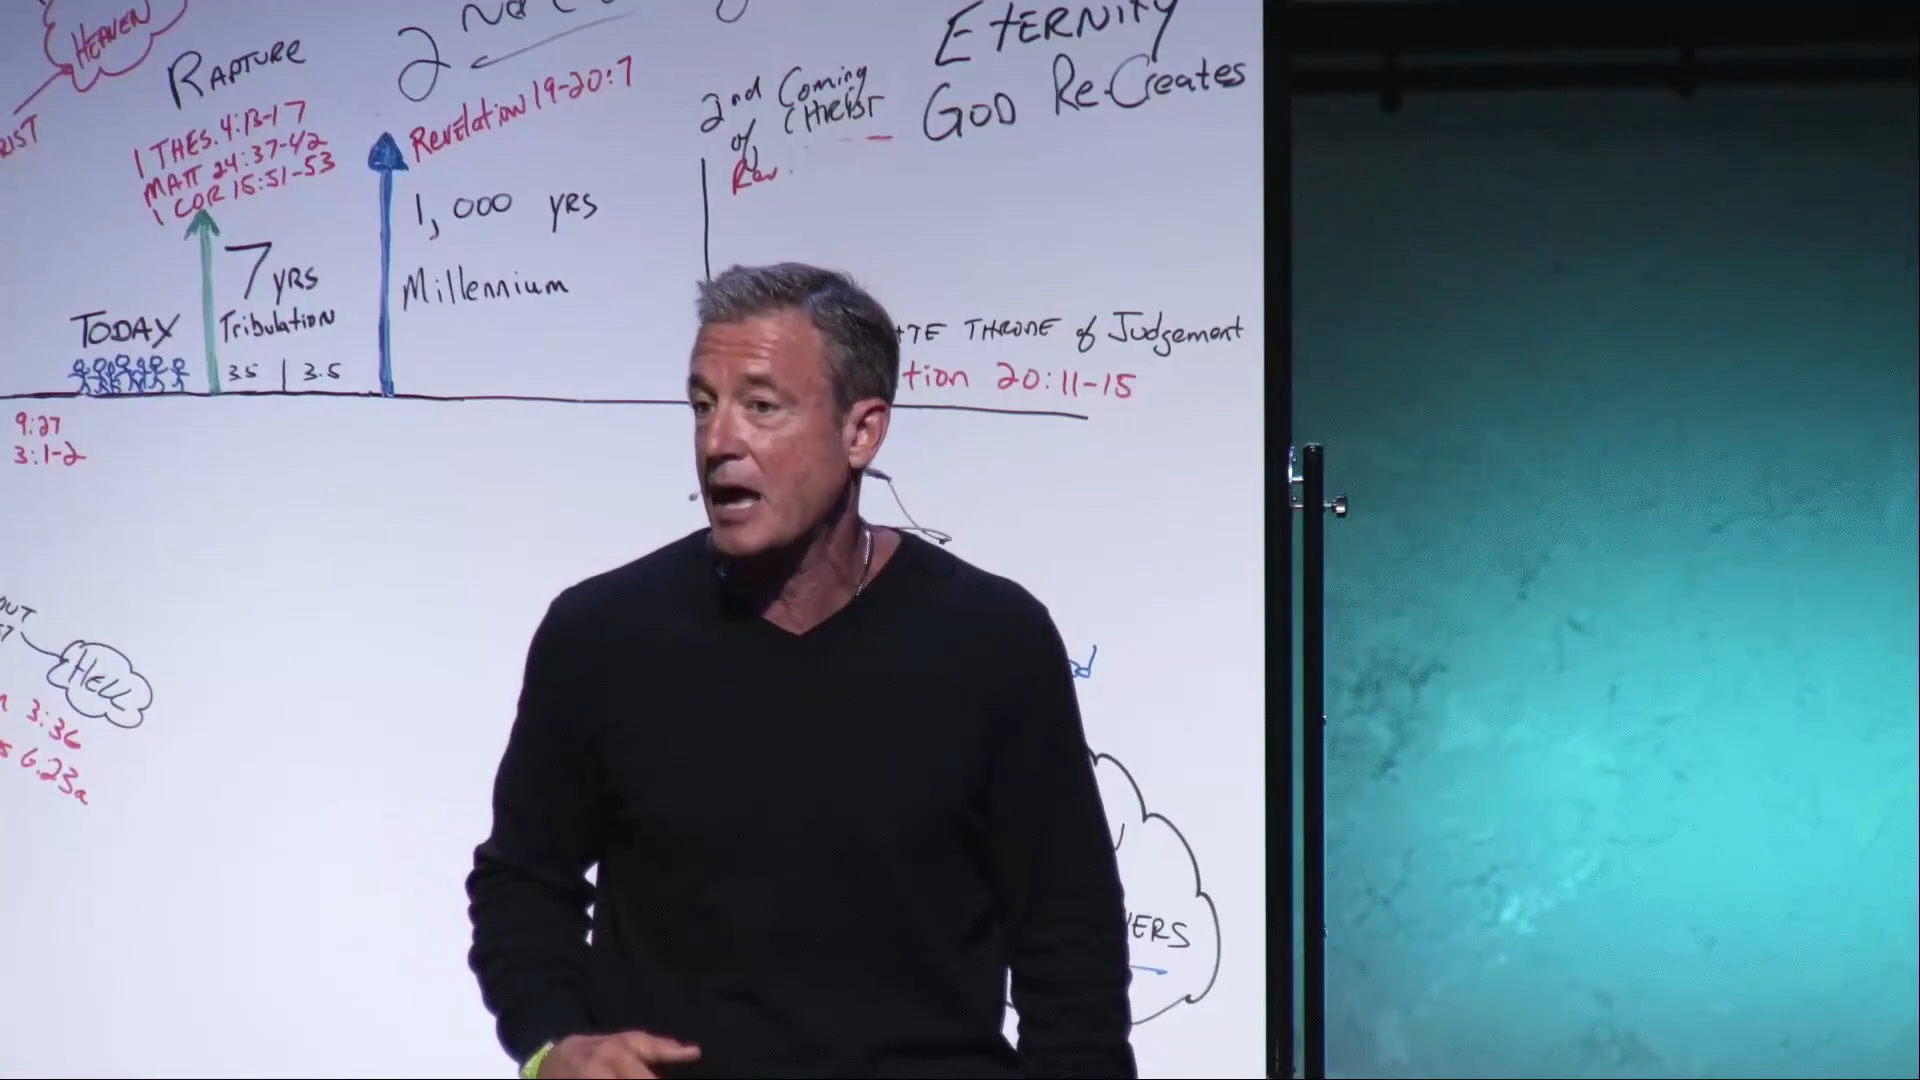 HEAVEN
RAPTURE
1 THES. 4:13-17
MATT 24:37-42
1 COR 15:51-53
2
Revelation 19-20:7
1,000 yrs
Millennium
7 yrs
Tribulation
3.5 | 3.5
TODAY
2nd Coming
of CHRIST
Rev.
ETERNITY
GOD Re-Creates
THRONE of Judgement
20:11-15
9:27
3:1-2
HELL
3:36
6:23a